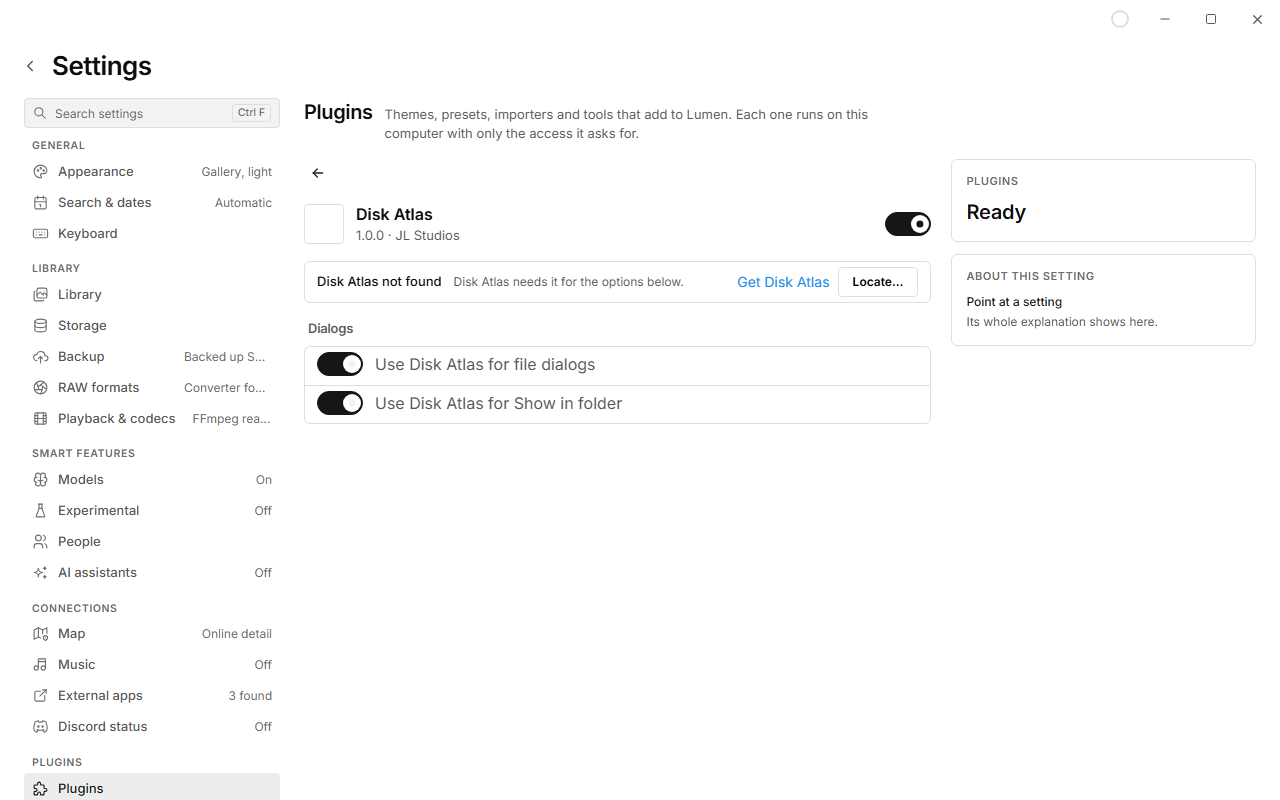 Settings
Search settings Ctrl F
GENERAL
Appearance Gallery, light
Search & dates Automatic
Keyboard
LIBRARY
Library
Storage
Backup Backed up S...
RAW formats Converter fo...
Playback & codecs FFmpeg rea...
SMART FEATURES
Models On
Experimental Off
People
AI assistants Off
CONNECTIONS
Map Online detail
Music Off
External apps 3 found
Discord status Off
PLUGINS
Plugins
Plugins Themes, presets, importers and tools that add to Lumen. Each one runs on this
computer with only the access it asks for.
Disk Atlas
1.0.0 · JL Studios
Disk Atlas not found Disk Atlas needs it for the options below. Get Disk Atlas Locate...
Dialogs
Use Disk Atlas for file dialogs
Use Disk Atlas for Show in folder
PLUGINS
Ready
ABOUT THIS SETTING
Point at a setting
Its whole explanation shows here.